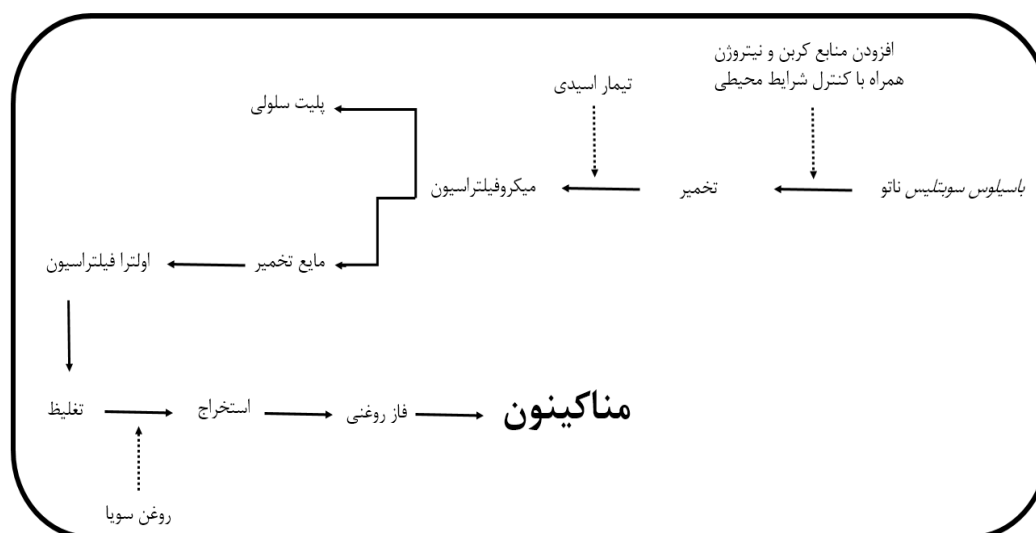 افزودن منابع کربن و نیتروژن
همراه با کنترل شرایط محیطی
تیمار اسیدی
پلیت سلولی
باسیلوس سوبتلیس ناتو
تخمیر
میکروفیلتراسیون
مایع تخمیر
اولترا فیلتراسیون
تغلیظ
استخراج
فاز روغنی
مناکینون
روغن سویا